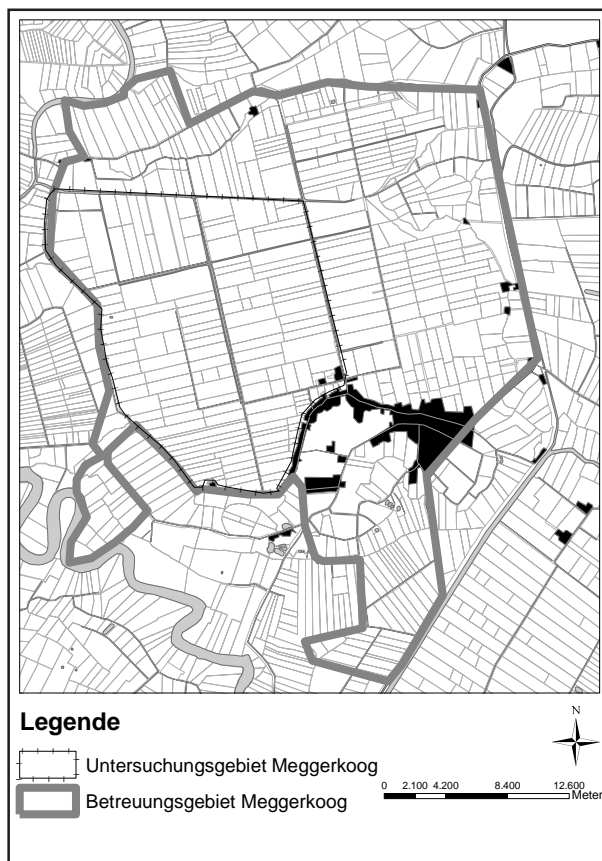 Legende
N
Untersuchungsgebiet Meggerkoog
Betreuungsgebiet Meggerkoog
0 2.100 4.200 8.400 12.600
Meter